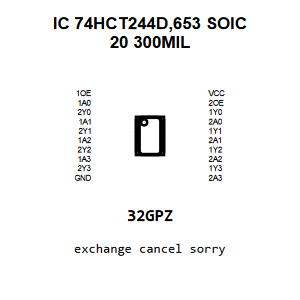 IC 74HCT244D,653 SOIC
20 300MIL
1OE VCC
1A0 2OE
2Y0 1Y0
1A1 2A0
2Y1 1Y1
1A2 2A1
2Y2 1Y2
1A3 2A2
2Y3 1Y3
GND 2A3
32GPZ
exchange cancel sorry